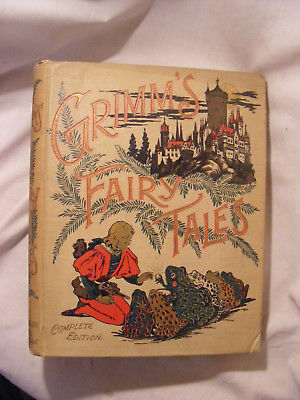 GRIMM'S
FAIRY
TALES
COMPLETE
EDITION.